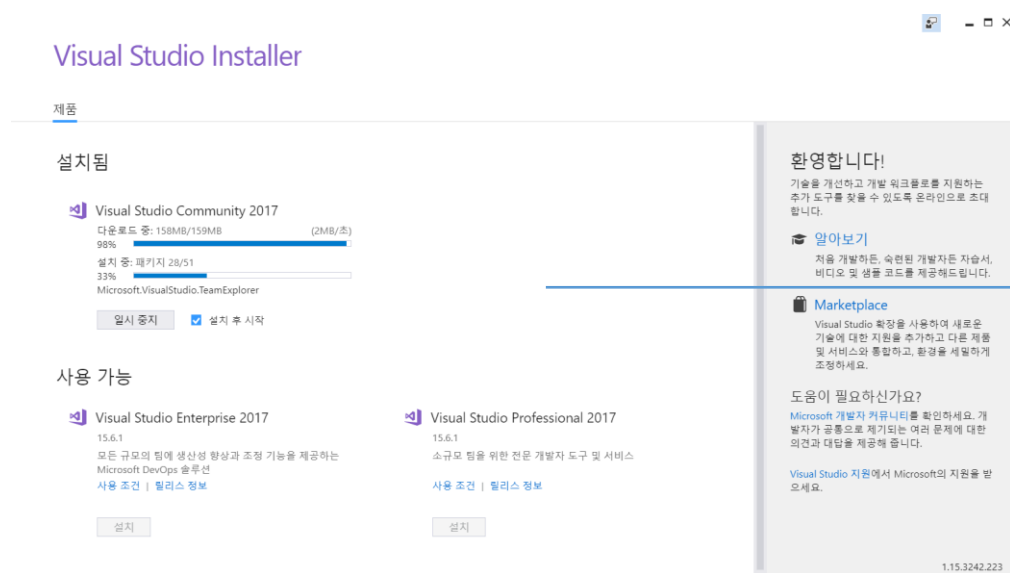 Visual Studio Installer
제품
설치됨
Visual Studio Community 2017
다운로드 중: 158MB/159MB (2MB/초)
98%
설치 중: 패키지 28/51
33%
Microsoft.VisualStudio.TeamExplorer
일시 중지 설치 후 시작
사용 가능
Visual Studio Enterprise 2017
15.6.1
모든 규모의 팀에 생산성 향상과 조정 기능을 제공하는
Microsoft DevOps 솔루션
사용 조건 | 릴리스 정보
설치
Visual Studio Professional 2017
15.6.1
소규모 팀을 위한 전문 개발자 도구 및 서비스
사용 조건 | 릴리스 정보
설치
환영합니다!
기술을 개선하고 개발 워크플로를 지원하는
추가 도구를 찾을 수 있도록 온라인으로 초대
합니다.
알아보기
처음 개발하든, 숙련된 개발자든 자습서,
비디오 및 샘플 코드를 제공해드립니다.
Marketplace
Visual Studio 확장을 사용하여 새로운
기술에 대한 지원을 추가하고 다른 제품
및 서비스와 통합하고, 환경을 세밀하게
조정하세요.
도움이 필요하신가요?
Microsoft 개발자 커뮤니티를 확인하세요. 개
발자가 공통으로 제기되는 여러 문제에 대한
의견과 대답을 제공해 줍니다.
Visual Studio 지원에서 Microsoft의 지원을 받
으세요.
1.15.3242.223